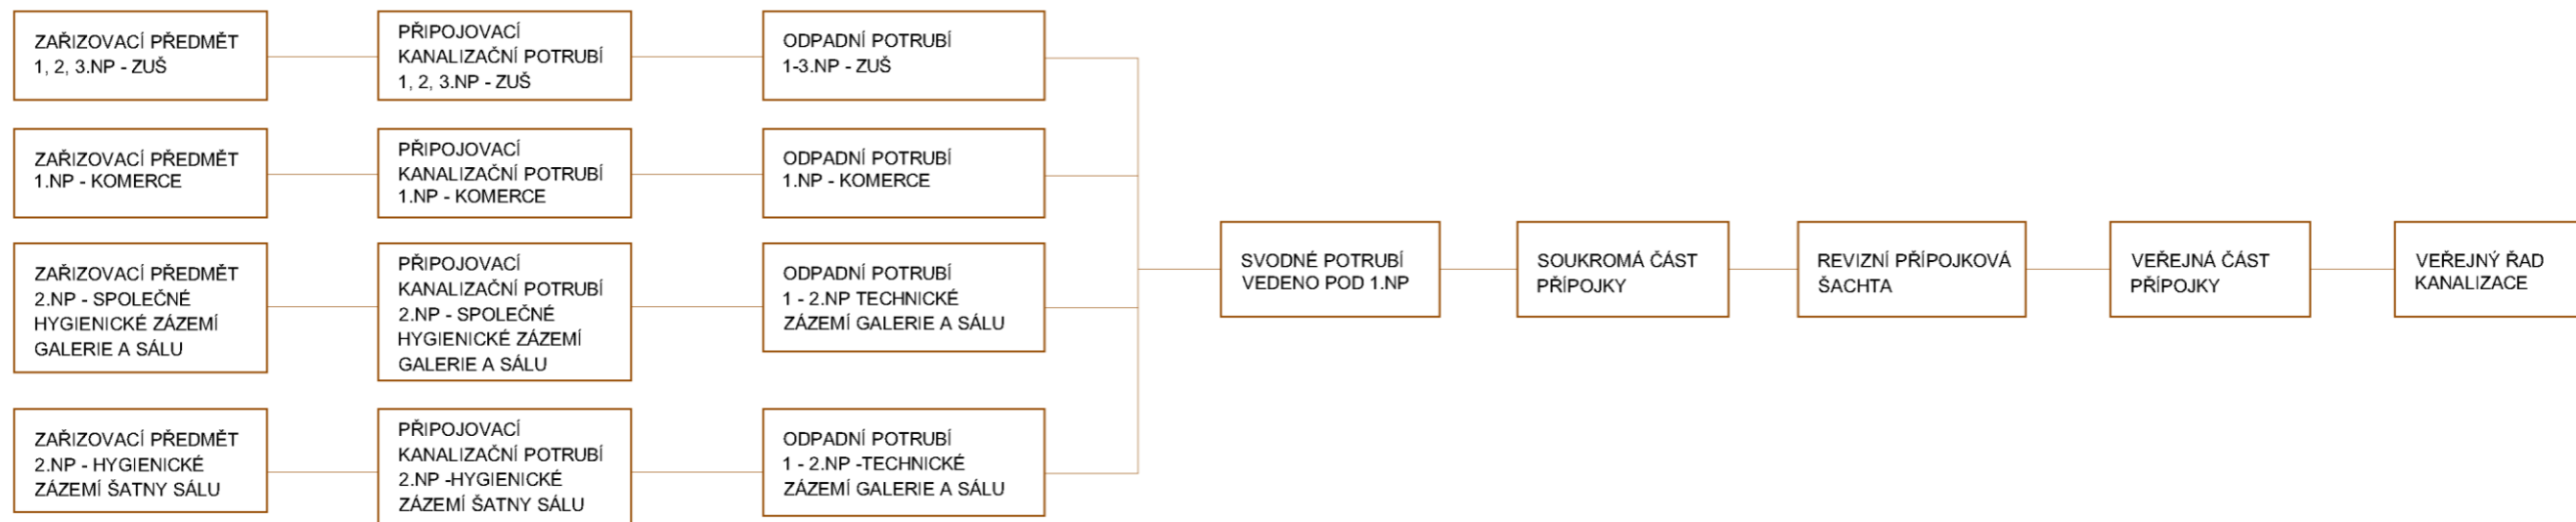 ZAŘIZOVACÍ PŘEDMĚT
1, 2, 3.NP - ZUŠ
PŘIPOJOVACÍ
KANALIZAČNÍ POTRUBÍ
1, 2, 3.NP - ZUŠ
ODPADNÍ POTRUBÍ
1-3.NP - ZUŠ
ZAŘIZOVACÍ PŘEDMĚT
1.NP - KOMERCE
PŘIPOJOVACÍ
KANALIZAČNÍ POTRUBÍ
1.NP - KOMERCE
ODPADNÍ POTRUBÍ
1.NP - KOMERCE
ZAŘIZOVACÍ PŘEDMĚT
2.NP - SPOLEČNÉ
HYGIENICKÉ ZÁZEMÍ
GALERIE A SÁLU
PŘIPOJOVACÍ
KANALIZAČNÍ POTRUBÍ
2.NP - SPOLEČNÉ
HYGIENICKÉ ZÁZEMÍ
GALERIE A SÁLU
ODPADNÍ POTRUBÍ
1 - 2.NP TECHNICKÉ
ZÁZEMÍ GALERIE A SÁLU
ZAŘIZOVACÍ PŘEDMĚT
2.NP - HYGIENICKÉ
ZÁZEMÍ ŠATNY SÁLU
PŘIPOJOVACÍ
KANALIZAČNÍ POTRUBÍ
2.NP -HYGIENICKÉ
ZÁZEMÍ ŠATNY SÁLU
ODPADNÍ POTRUBÍ
1 - 2.NP -TECHNICKÉ
ZÁZEMÍ GALERIE A SÁLU
SVODNÉ POTRUBÍ
VEDENO POD 1.NP
SOUKROMÁ ČÁST
PŘÍPOJKY
REVIZNÍ PŘÍPOJKOVÁ
ŠACHTA
VEŘEJNÁ ČÁST
PŘÍPOJKY
VEŘEJNÝ ŘAD
KANALIZACE